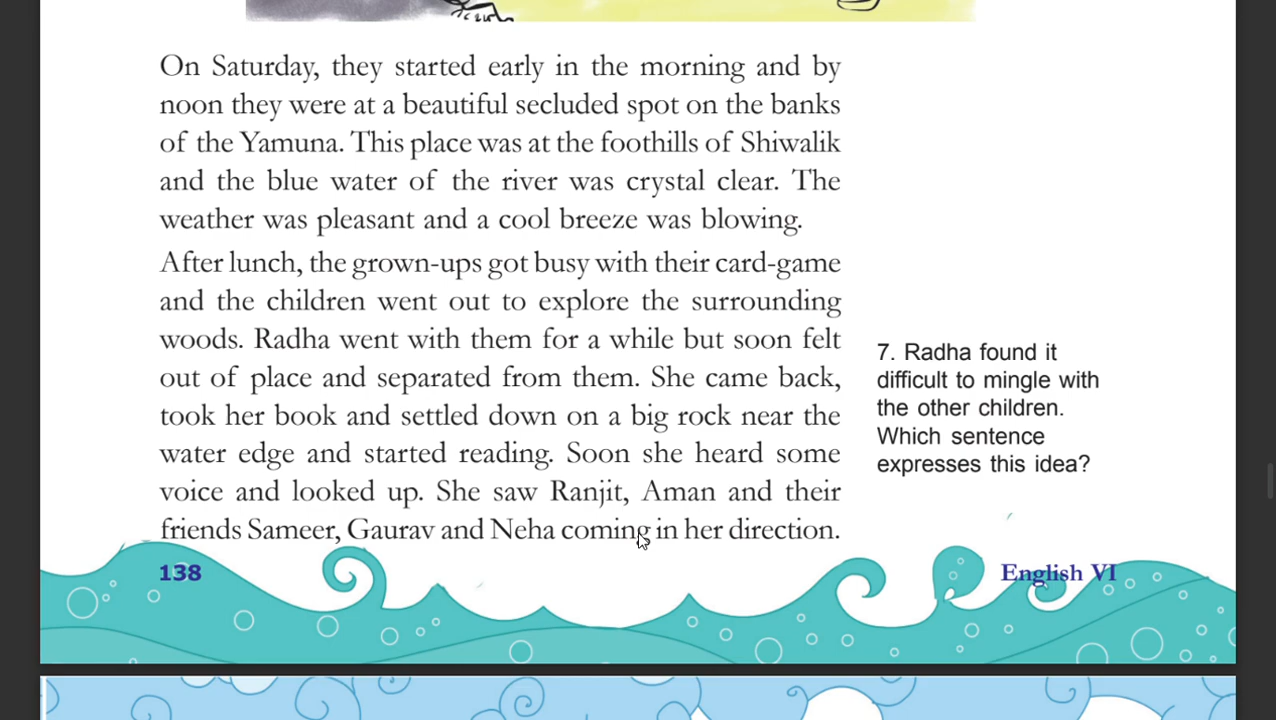 On Saturday, they started early in the morning and by
noon they were at a beautiful secluded spot on the banks
of the Yamuna. This place was at the foothills of Shiwalik
and the blue water of the river was crystal clear. The
weather was pleasant and a cool breeze was blowing.
After lunch, the grown-ups got busy with their card-game
and the children went out to explore the surrounding
woods. Radha went with them for a while but soon felt
out of place and separated from them. She came back,
took her book and settled down on a big rock near the
water edge and started reading. Soon she heard some
voice and looked up. She saw Ranjit, Aman and their
friends Sameer, Gaurav and Neha coming in her direction.
7. Radha found it
difficult to mingle with
the other children.
Which sentence
expresses this idea?
138
English VI